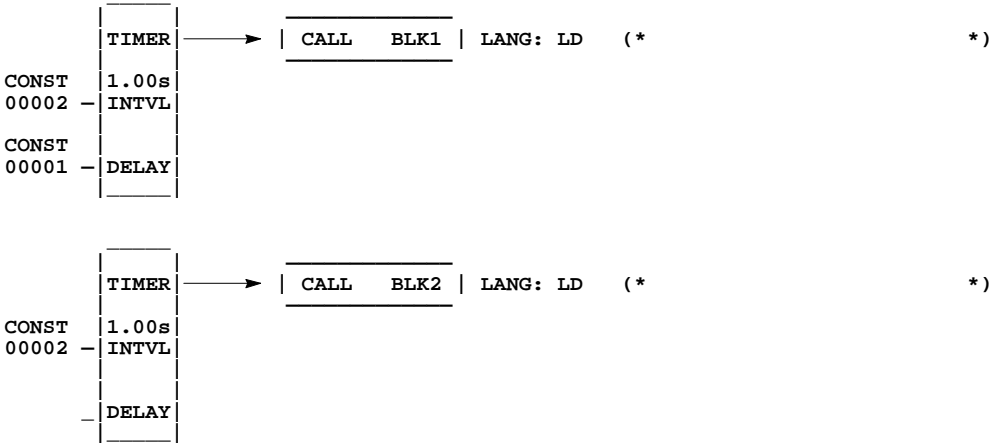 TIMER CALL BLK1 LANG: LD (* *)
CONST 1.00s
00002 INTVL
CONST
00001 DELAY
TIMER CALL BLK2 LANG: LD (* *)
CONST 1.00s
00002 INTVL
DELAY